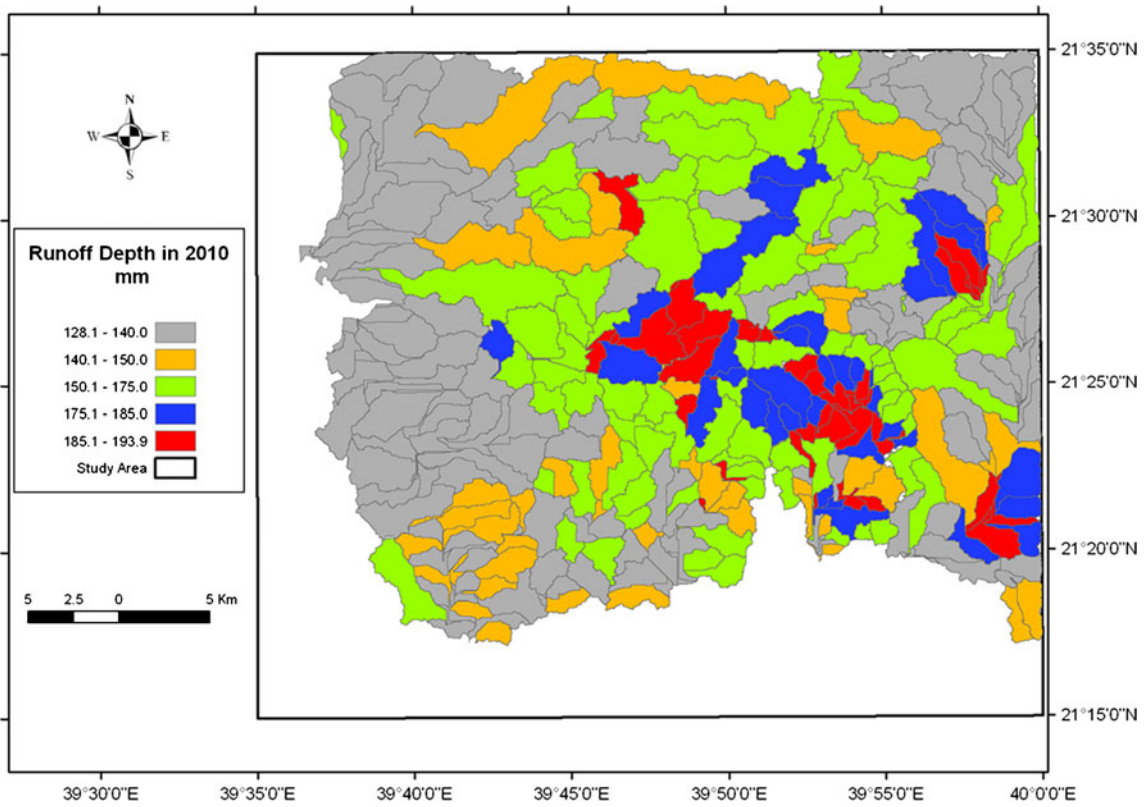 21°35'0"N
N
W E
S
21°30'0"N
Runoff Depth in 2010
mm
128.1 - 140.0
140.1 - 150.0
150.1 - 175.0
175.1 - 185.0
185.1 - 193.9
Study Area
21°25'0"N
21°20'0"N
5 2.5 0 5 Km
21°15'0"N
39°30'0"E 39°35'0"E 39°40'0"E 39°45'0"E 39°50'0"E 39°55'0"E 40°0'0"E